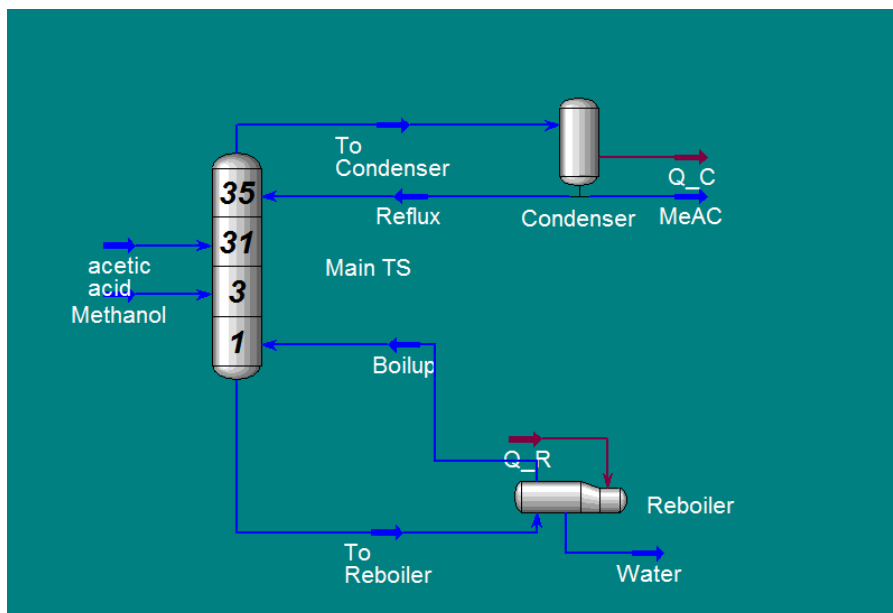 To
Condenser
Q_C
35
Reflux
Condenser
MeAC
31
acetic
acid
Main TS
3
Methanol
1
Boilup
Q_R
Reboiler
To
Reboiler
Water